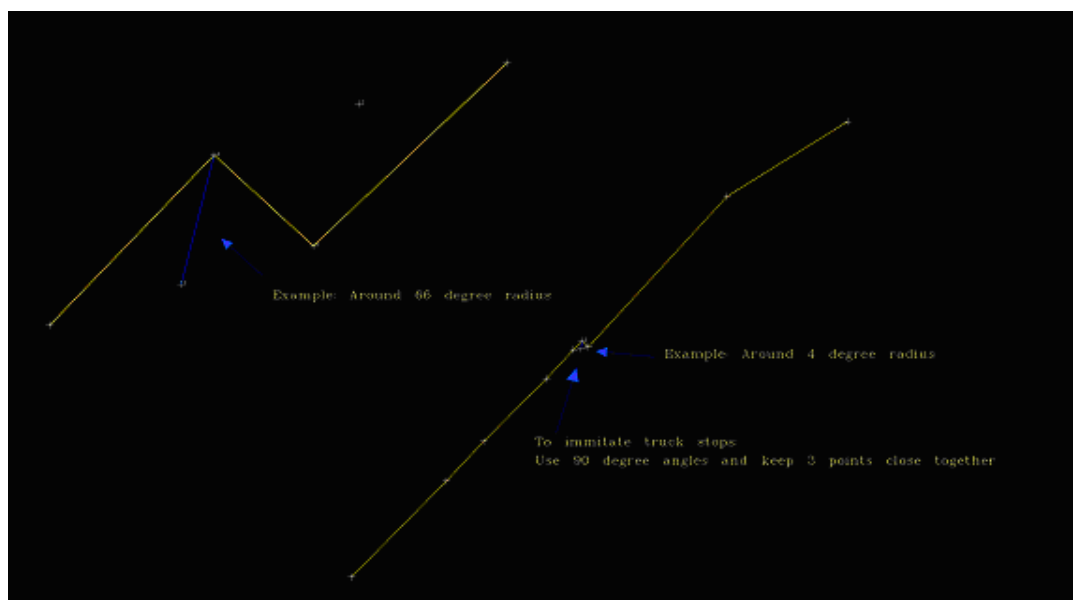 Example: Around 66 degree radius
Example: Around 4 degree radius
To immitate truck stops
Use 90 degree angles and keep 3 points close together